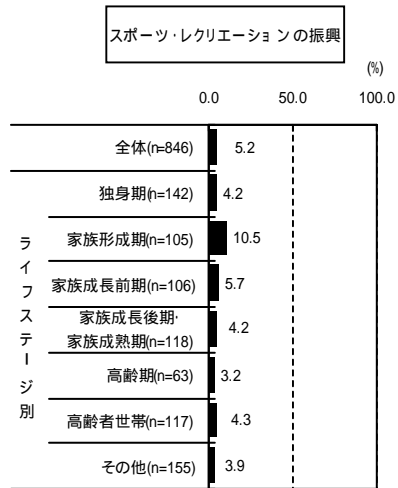 スポーツ・レクリエーションの振興
(%)
0.0 50.0 100.0
全体(n=846) 5.2
ライフステージ別
独身期(n=142) 4.2
家族形成期(n=105) 10.5
家族成長前期(n=106) 5.7
家族成長後期・
家族成熟期(n=118) 4.2
高齢期(n=63) 3.2
高齢者世帯(n=117) 4.3
その他(n=155) 3.9